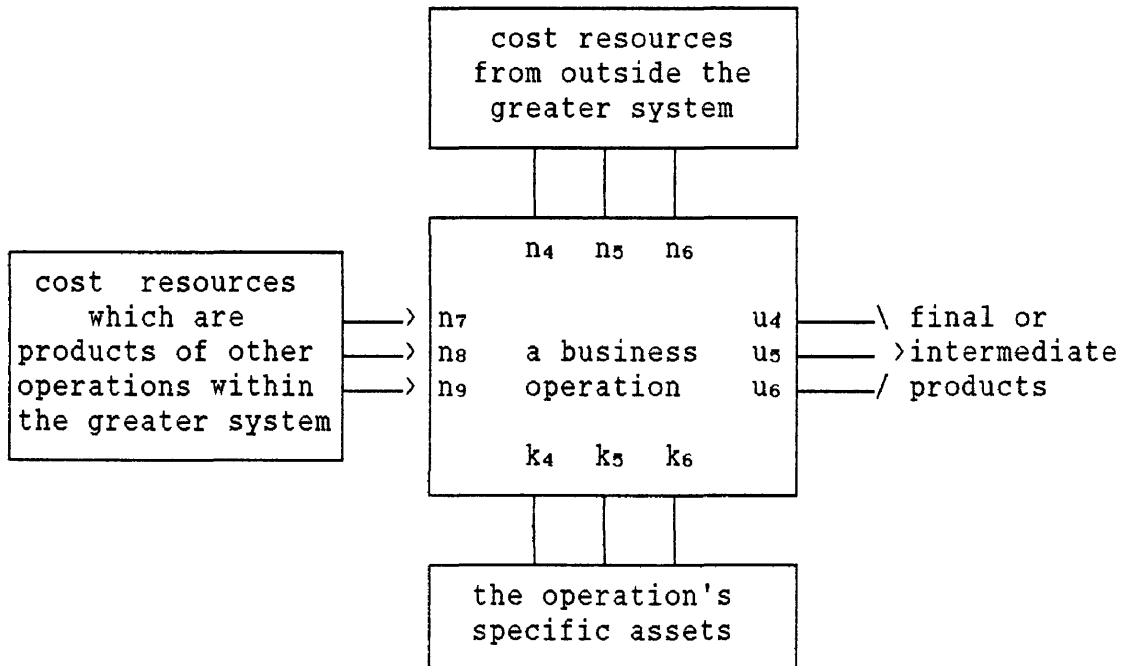 cost resources
from outside the
greater system
n4 n5 n6
cost resources
which are
products of other
operations within
the greater system
> n7
> n8
> n9
a business
operation
u4
u5
u6
\ final or
>intermediate
/ products
k4 k5 k6
the operation's
specific assets